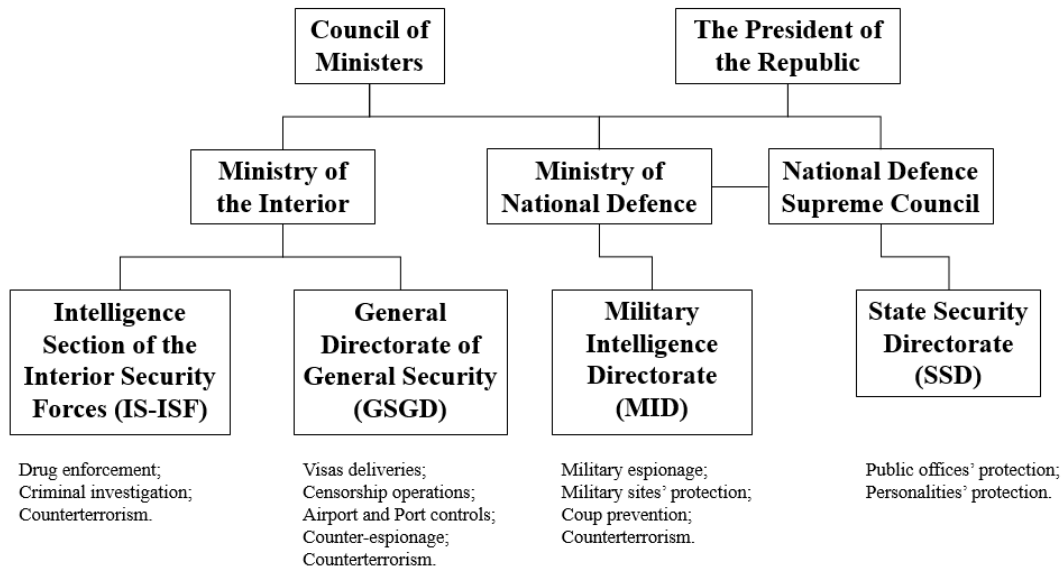 Council of
Ministers
The President of
the Republic
Ministry of
the Interior
Ministry of
National Defence
National Defence
Supreme Council
Intelligence
Section of the
Interior Security
Forces (IS-ISF)
General
Directorate of
General Security
(GSGD)
Military
Intelligence
Directorate
(MID)
State Security
Directorate
(SSD)
Drug enforcement;
Criminal investigation;
Counterterrorism.
Visas deliveries;
Censorship operations;
Airport and Port controls;
Counter-espionage;
Counterterrorism.
Military espionage;
Military sites’ protection;
Coup prevention;
Counterterrorism.
Public offices’ protection;
Personalities’ protection.